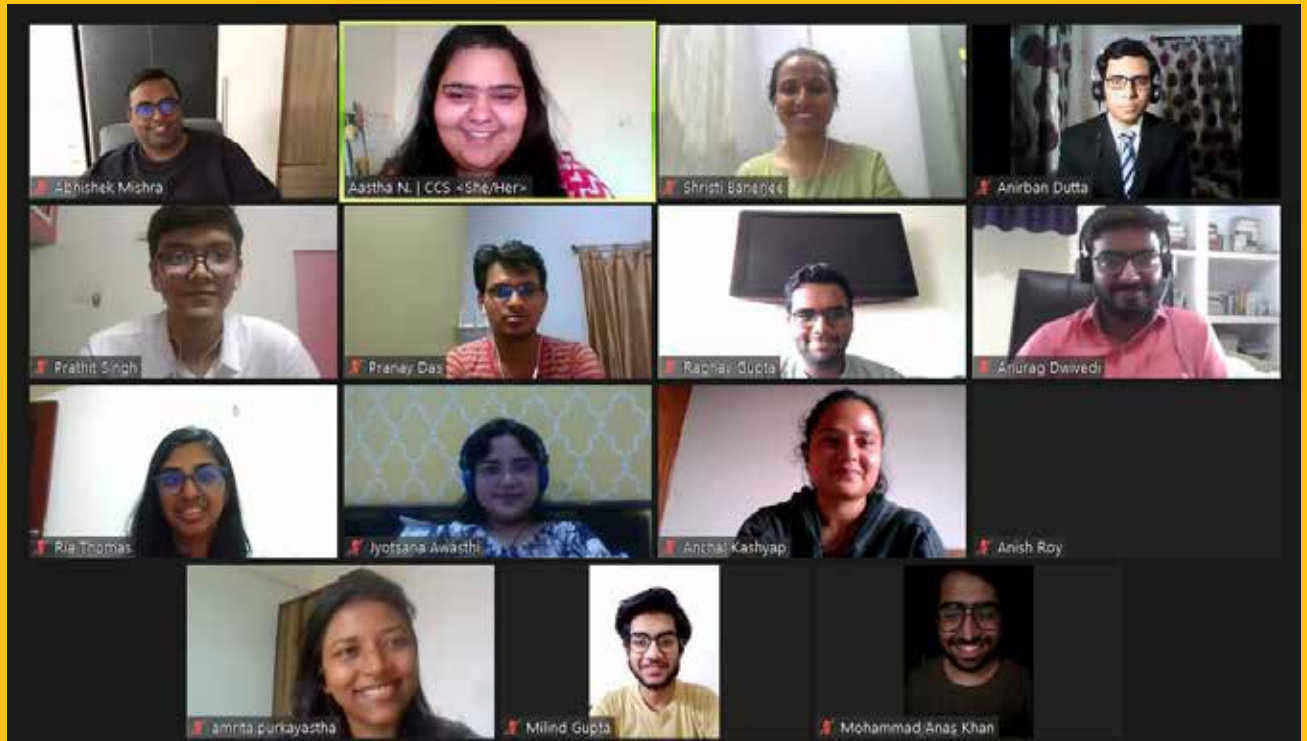 Abhishek Mishra
Aastha N. | CCS <She/Her>
Shristi Banerjee
Anirban Dutta
Prathit Singh
Pranay Das
Raghav Gupta
Anurag Dwivedi
Ria Thomas
Jyotsana Awasthi
Anchal Kashyap
Anish Roy
amrita purkayastha
Milind Gupta
Mohammad Anas Khan